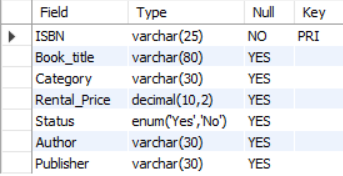 Field Type Null Key
ISBN varchar(25) NO PRI
Book_title varchar(80) YES
Category varchar(30) YES
Rental_Price decimal(10,2) YES
Status enum('Yes','No') YES
Author varchar(30) YES
Publisher varchar(30) YES